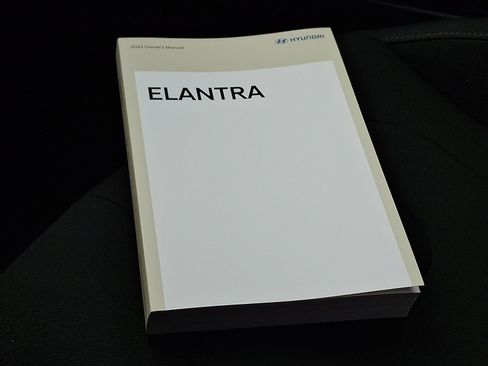 2023 Owner's Manual
HYUNDAI
ELANTRA